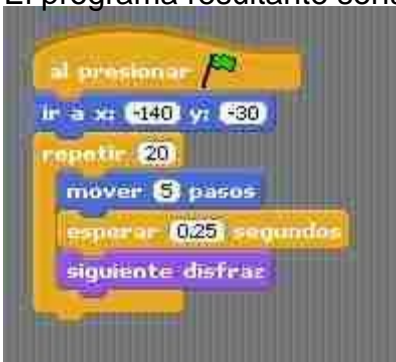 El programa resultante
al presionar
ir a x: -140 y: -30
repetir 20
mover 5 pasos
esperar 0.25 segundos
siguiente disfraz